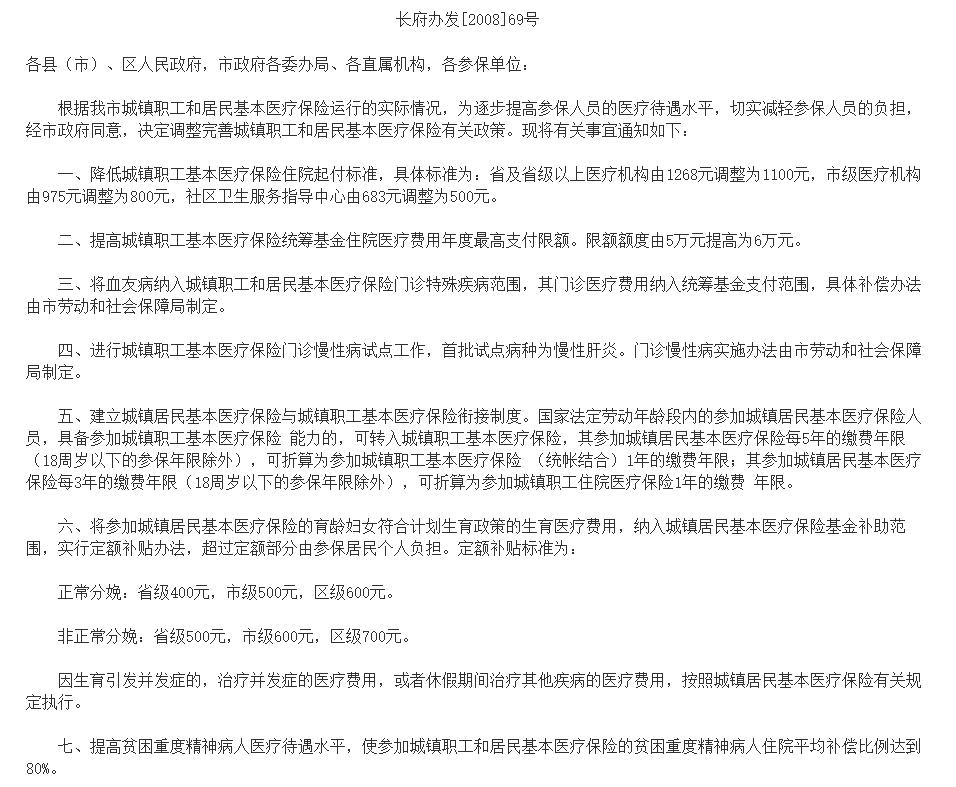 长府办发[2008]69号
各县（市）、区人民政府，市政府各委办局、各直属机构，各参保单位：
根据我市城镇职工和居民基本医疗保险运行的实际情况，为逐步提高参保人员的医疗待遇水平，切实减轻参保人员的负担，
经市政府同意，决定调整完善城镇职工和居民基本医疗保险有关政策。现将有关事宜通知如下：
一、降低城镇职工基本医疗保险住院起付标准，具体标准为：省及省级以上医疗机构由1268元调整为1100元，市级医疗机构
由975元调整为800元，社区卫生服务指导中心由683元调整为500元。
二、提高城镇职工基本医疗保险统筹基金住院医疗费用年度最高支付限额。限额额度由5万元提高为6万元。
三、将血友病纳入城镇职工和居民基本医疗保险门诊特殊疾病范围，其门诊医疗费用纳入统筹基金支付范围，具体补偿办法
由市劳动和社会保障局制定。
四、进行城镇职工基本医疗保险门诊慢性病试点工作，首批试点病种为慢性肝炎。门诊慢性病实施办法由市劳动和社会保障
局制定。
五、建立城镇居民基本医疗保险与城镇职工基本医疗保险衔接制度。国家法定劳动年龄段内的参加城镇居民基本医疗保险人
员，具备参加城镇职工基本医疗保险 能力的，可转入城镇职工基本医疗保险，其参加城镇居民基本医疗保险每5年的缴费年限
（18周岁以下的参保年限除外），可折算为参加城镇职工基本医疗保险 （统帐结合）1年的缴费年限；其参加城镇居民基本医疗
保险每3年的缴费年限（18周岁以下的参保年限除外），可折算为参加城镇职工住院医疗保险1年的缴费 年限。
六、将参加城镇居民基本医疗保险的育龄妇女符合计划生育政策的生育医疗费用，纳入城镇居民基本医疗保险基金补助范
围，实行定额补贴办法，超过定额部分由参保居民个人负担。定额补贴标准为：
正常分娩：省级400元，市级500元，区级600元。
非正常分娩：省级500元，市级600元，区级700元。
因生育引发并发症的，治疗并发症的医疗费用，或者休假期间治疗其他疾病的医疗费用，按照城镇居民基本医疗保险有关规
定执行。
七、提高贫困重度精神病人医疗待遇水平，使参加城镇职工和居民基本医疗保险的贫困重度精神病人住院平均补偿比例达到
80%。